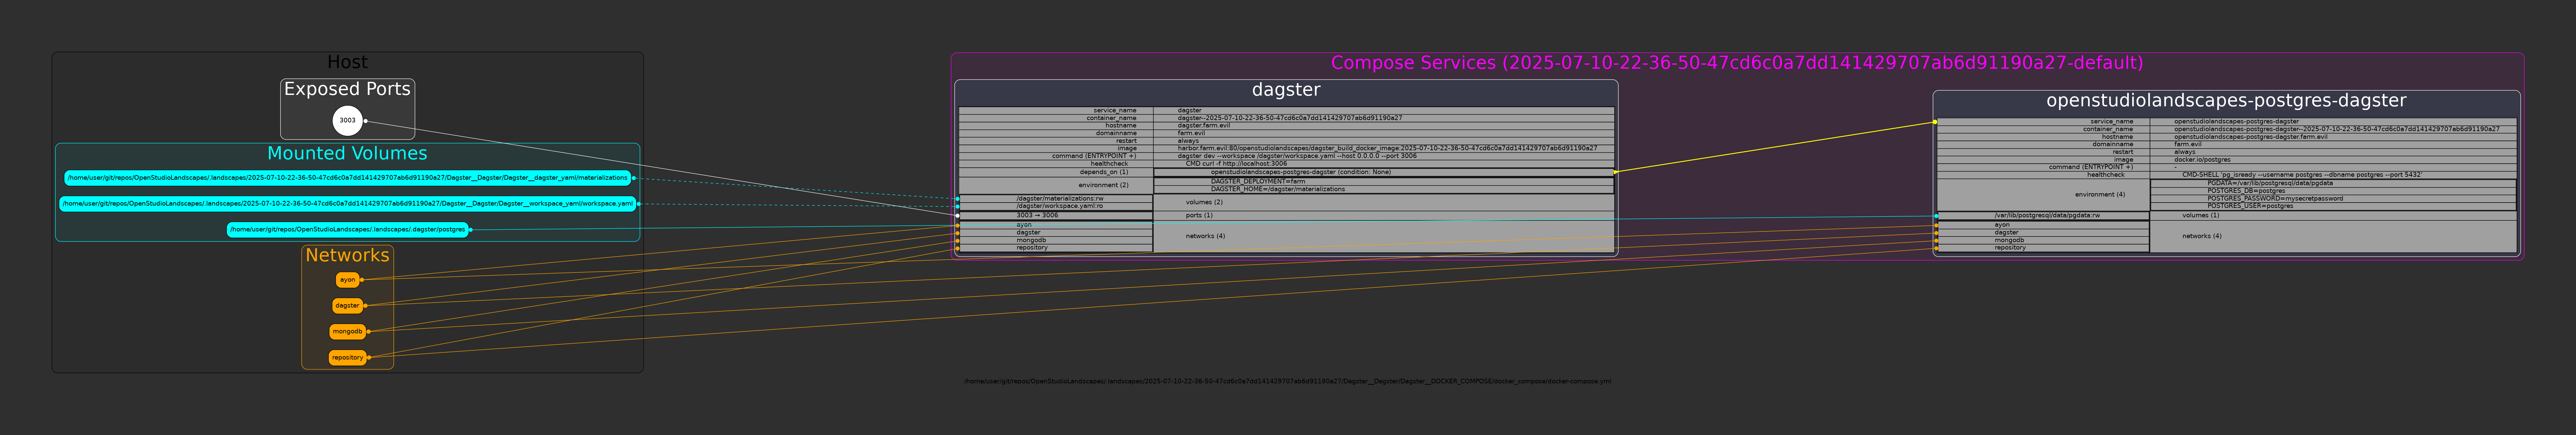 Host
Exposed Ports
3003
Mounted Volumes
/home/user/git/repos/OpenStudioLandscapes/.landscapes/2025-07-10-22-36-50-47cd6c0a7dd141429707ab6d91190a27/Dagster__Dagster/Dagster__dagster_yaml/materializations
/home/user/git/repos/OpenStudioLandscapes/.landscapes/2025-07-10-22-36-50-47cd6c0a7dd141429707ab6d91190a27/Dagster__Dagster/Dagster__workspace_yaml/workspace.yaml
/home/user/git/repos/OpenStudioLandscapes/.landscapes/.dagster/postgres
Networks
ayon
dagster
mongodb
repository
Compose Services (2025-07-10-22-36-50-47cd6c0a7dd141429707ab6d91190a27-default)
dagster
service_name dagster
container_name dagster--2025-07-10-22-36-50-47cd6c0a7dd141429707ab6d91190a27
hostname dagster.farm.evil
domainname farm.evil
restart always
image harbor.farm.evil:80/openstudiolandscapes/dagster_build_docker_image:2025-07-10-22-36-50-47cd6c0a7dd141429707ab6d91190a27
command (ENTRYPOINT +) dagster dev --workspace /dagster/workspace.yaml --host 0.0.0.0 --port 3006
healthcheck CMD curl -f http://localhost:3006
depends_on (1) openstudiolandscapes-postgres-dagster (condition: None)
environment (2) DAGSTER_DEPLOYMENT=farm
DAGSTER_HOME=/dagster/materializations
/dagster/materializations:rw volumes (2)
/dagster/workspace.yaml:ro
3003 → 3006 ports (1)
ayon networks (4)
dagster
mongodb
repository
openstudiolandscapes-postgres-dagster
service_name openstudiolandscapes-postgres-dagster
container_name openstudiolandscapes-postgres-dagster--2025-07-10-22-36-50-47cd6c0a7dd141429707ab6d91190a27
hostname openstudiolandscapes-postgres-dagster.farm.evil
domainname farm.evil
restart always
image docker.io/postgres
command (ENTRYPOINT +) -
healthcheck CMD-SHELL 'pg_isready --username postgres --dbname postgres --port 5432'
environment (4) PGDATA=/var/lib/postgresql/data/pgdata
POSTGRES_DB=postgres
POSTGRES_PASSWORD=mysecretpassword
POSTGRES_USER=postgres
/var/lib/postgresql/data/pgdata:rw volumes (1)
ayon networks (4)
dagster
mongodb
repository
/home/user/git/repos/OpenStudioLandscapes/.landscapes/2025-07-10-22-36-50-47cd6c0a7dd141429707ab6d91190a27/Dagster__Dagster/Dagster__DOCKER_COMPOSE/docker_compose/docker-compose.yml